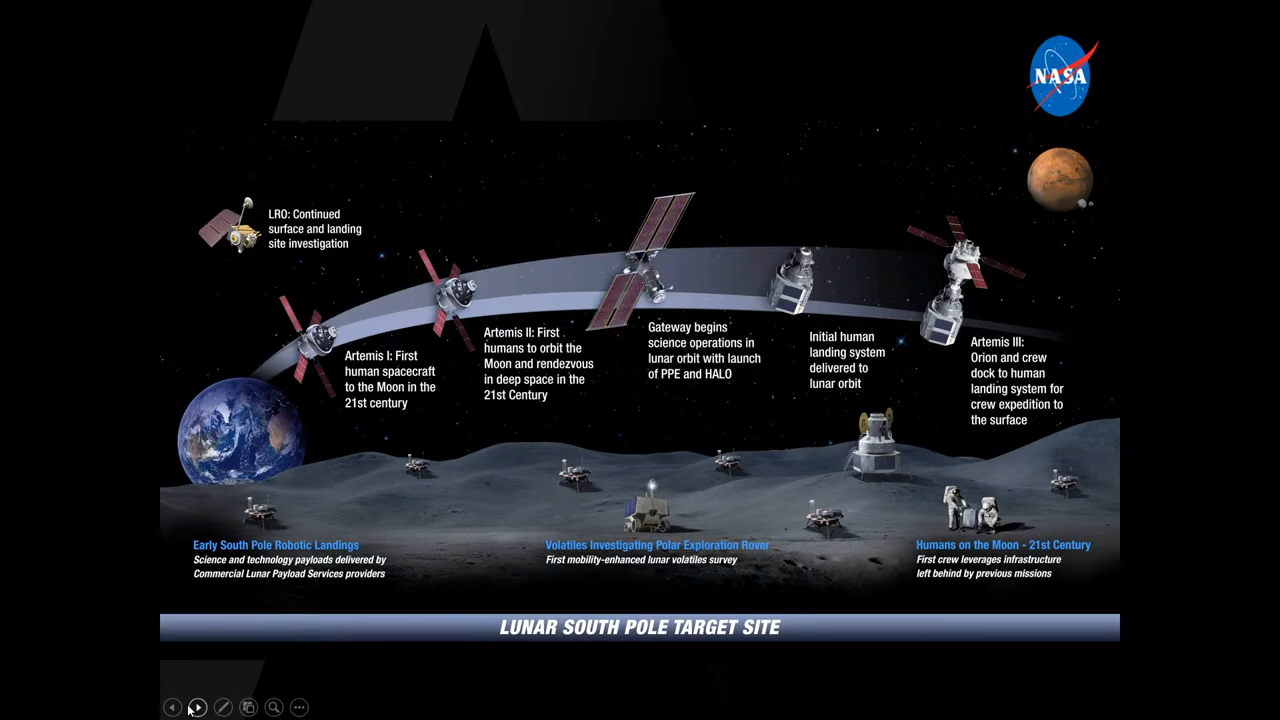 NASA
LRO: Continued
surface and landing
site investigation
Artemis I: First
human spacecraft
to the Moon in the
21st century
Artemis II: First
humans to orbit the
Moon and rendezvous
in deep space in the
21st Century
Gateway begins
science operations in
lunar orbit with launch
of PPE and HALO
Initial human
landing system
delivered to
lunar orbit
Artemis III:
Orion and crew
dock to human
landing system for
crew expedition to
the surface
Early South Pole Robotic Landings
Science and technology payloads delivered by
Commercial Lunar Payload Services providers
Volatiles Investigating Polar Exploration Rover
First mobility-enhanced lunar volatiles survey
Humans on the Moon - 21st Century
First crew leverages infrastructure
left behind by previous missions
LUNAR SOUTH POLE TARGET SITE